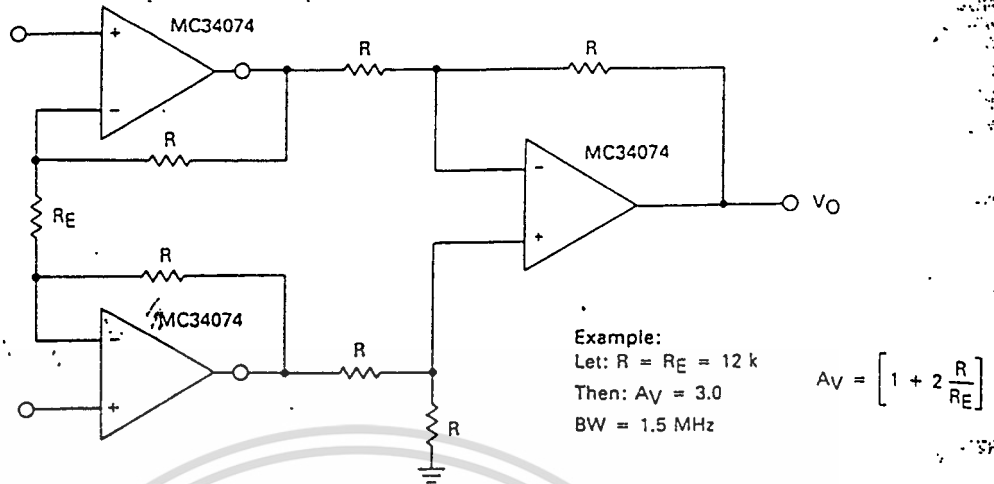 MC34074
+
−
R
R
R
MC34074
−
+
VO
RE
R
MC34074
−
+
R
R
Example:
Let: R = RE = 12 k
Then: AV = 3.0
BW = 1.5 MHz
AV = [1 + 2 R/RE]